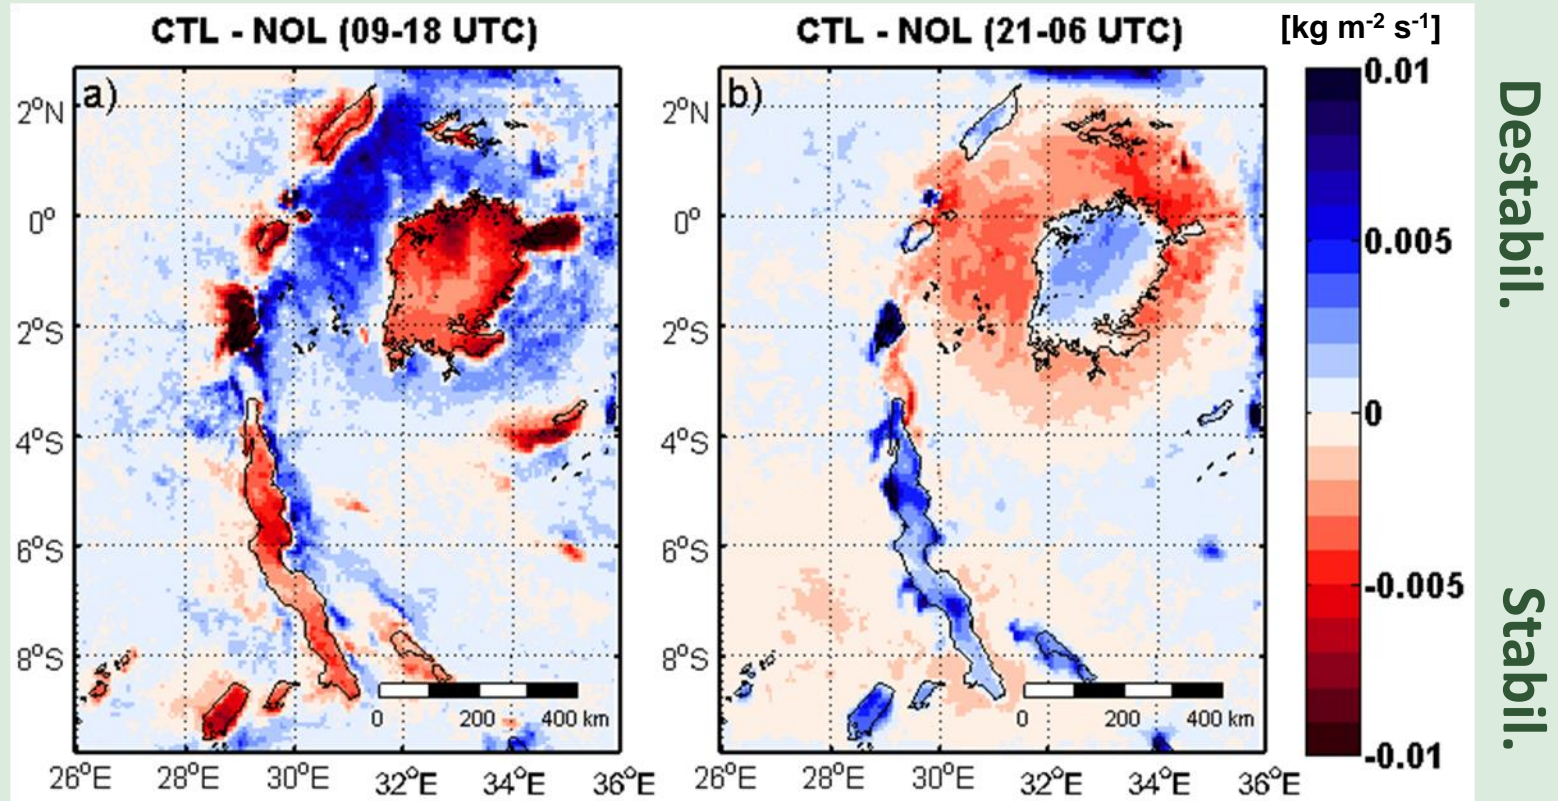 CTL - NOL (09-18 UTC)
CTL - NOL (21-06 UTC)
[kg m⁻² s⁻¹]
a)
2°N
0°
2°S
4°S
6°S
8°S
0 200 400 km
26°E 28°E 30°E 32°E 34°E 36°E
b)
2°N
0°
2°S
4°S
6°S
8°S
0 200 400 km
26°E 28°E 30°E 32°E 34°E 36°E
0.01
0.005
0
-0.005
-0.01
Destabil.
Stabil.